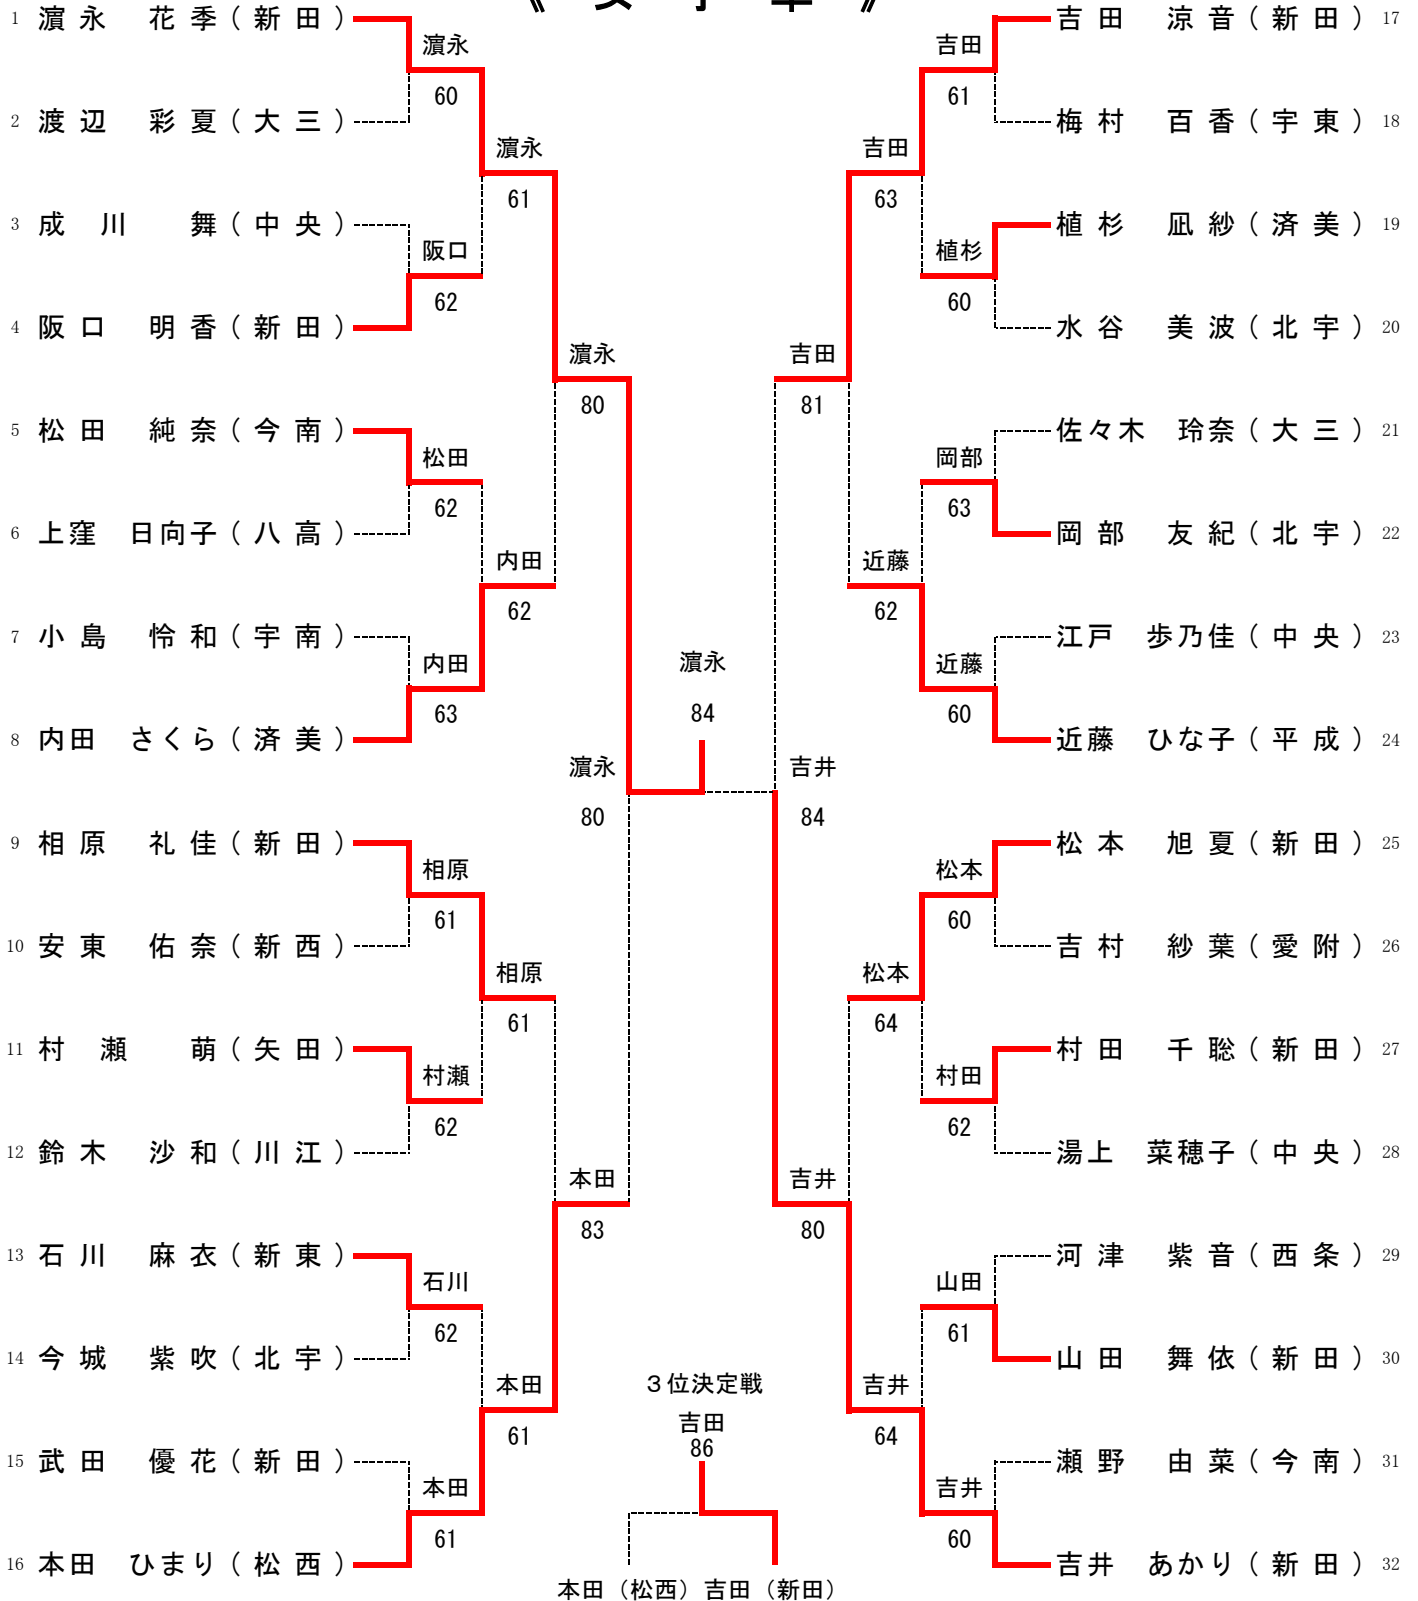 《 女 子 単 》
1 濵永 花季(新田)
濵永
60
2 渡辺 彩夏(大三)
濵永
61
3 成川 舞(中央)
阪口
62
4 阪口 明香(新田)
濵永
80
5 松田 純奈(今南)
松田
62
6 上窪 日向子(八高)
内田
62
7 小島 怜和(宇南)
内田
63
8 内田 さくら(済美)
濵永
80
9 相原 礼佳(新田)
相原
61
10 安東 佑奈(新西)
相原
61
11 村瀬 萌(矢田)
村瀬
62
12 鈴木 沙和(川江)
本田
83
13 石川 麻衣(新東)
石川
62
14 今城 紫吹(北宇)
本田
61
15 武田 優花(新田)
本田
61
16 本田 ひまり(松西)
濵永
84
3位決定戦
吉田
86
本田(松西) 吉田(新田)
吉田 涼音(新田) 17
吉田
61
梅村 百香(宇東) 18
吉田
63
植杉 凪紗(済美) 19
植杉
60
水谷 美波(北宇) 20
吉田
81
佐々木 玲奈(大三) 21
岡部
63
岡部 友紀(北宇) 22
近藤
62
江戸 歩乃佳(中央) 23
近藤
60
近藤 ひな子(平成) 24
吉井
84
松本 旭夏(新田) 25
松本
60
吉村 紗葉(愛附) 26
松本
64
村田 千聡(新田) 27
村田
62
湯上 菜穂子(中央) 28
吉井
80
河津 紫音(西条) 29
山田
61
山田 舞依(新田) 30
吉井
64
瀬野 由菜(今南) 31
吉井
60
吉井 あかり(新田) 32